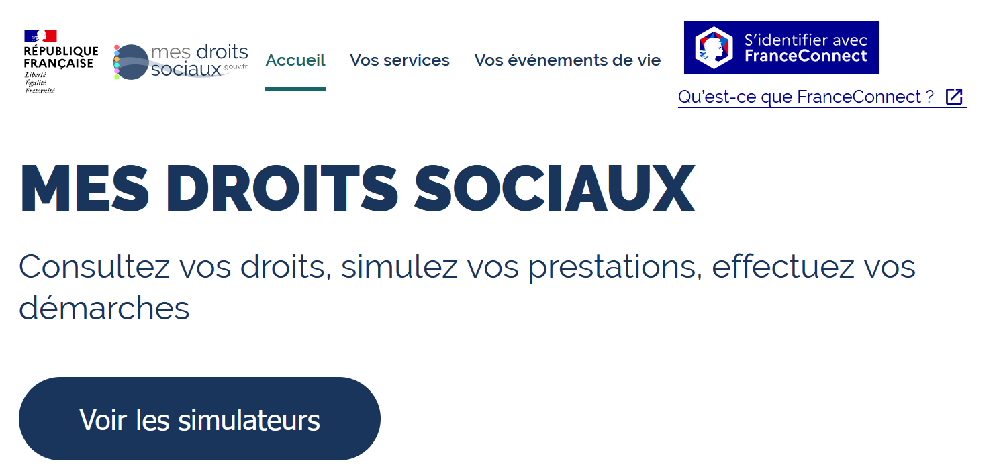 RÉPUBLIQUE
FRANÇAISE
Liberté
Égalité
Fraternité
mes droits
sociaux .gouv.fr
Accueil
Vos services
Vos événements de vie
S’identifier avec
FranceConnect
Qu’est-ce que FranceConnect ?
MES DROITS SOCIAUX
Consultez vos droits, simulez vos prestations, effectuez vos
démarches
Voir les simulateurs